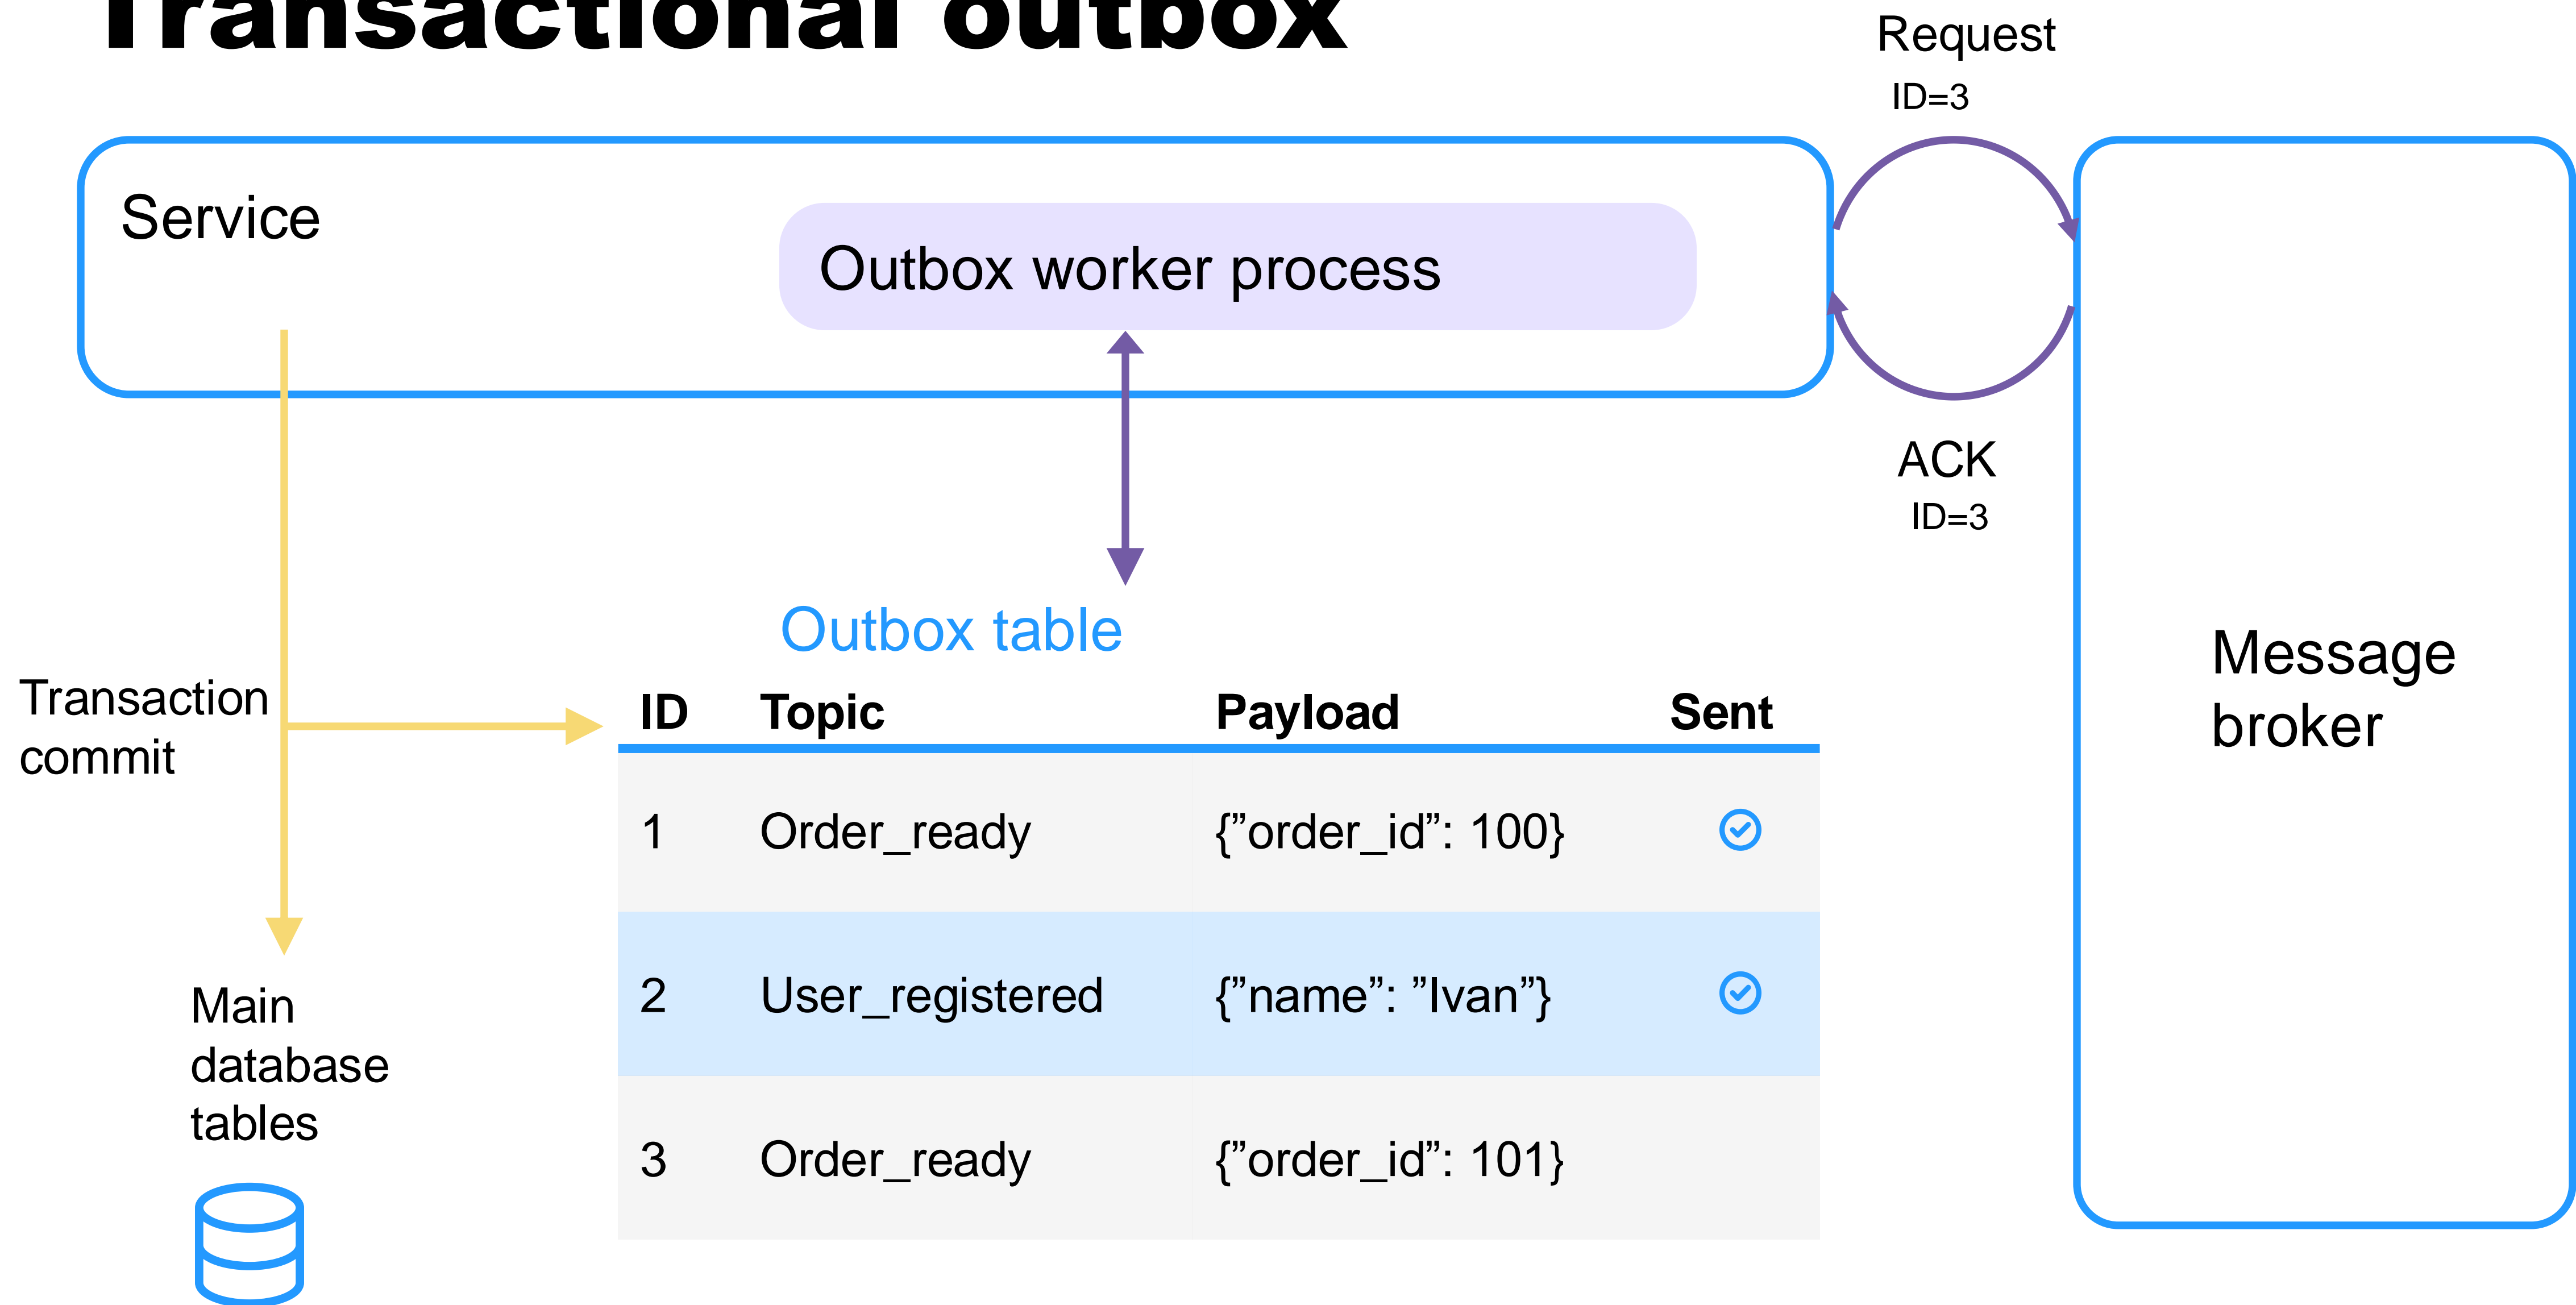 Transactional outbox
Request
ID=3
Service
Outbox worker process
ACK
ID=3
Outbox table
Transaction
commit
ID Topic Payload Sent
1 Order_ready {”order_id”: 100}
2 User_registered {”name”: ”Ivan”}
3 Order_ready {”order_id”: 101}
Message
broker
Main
database
tables